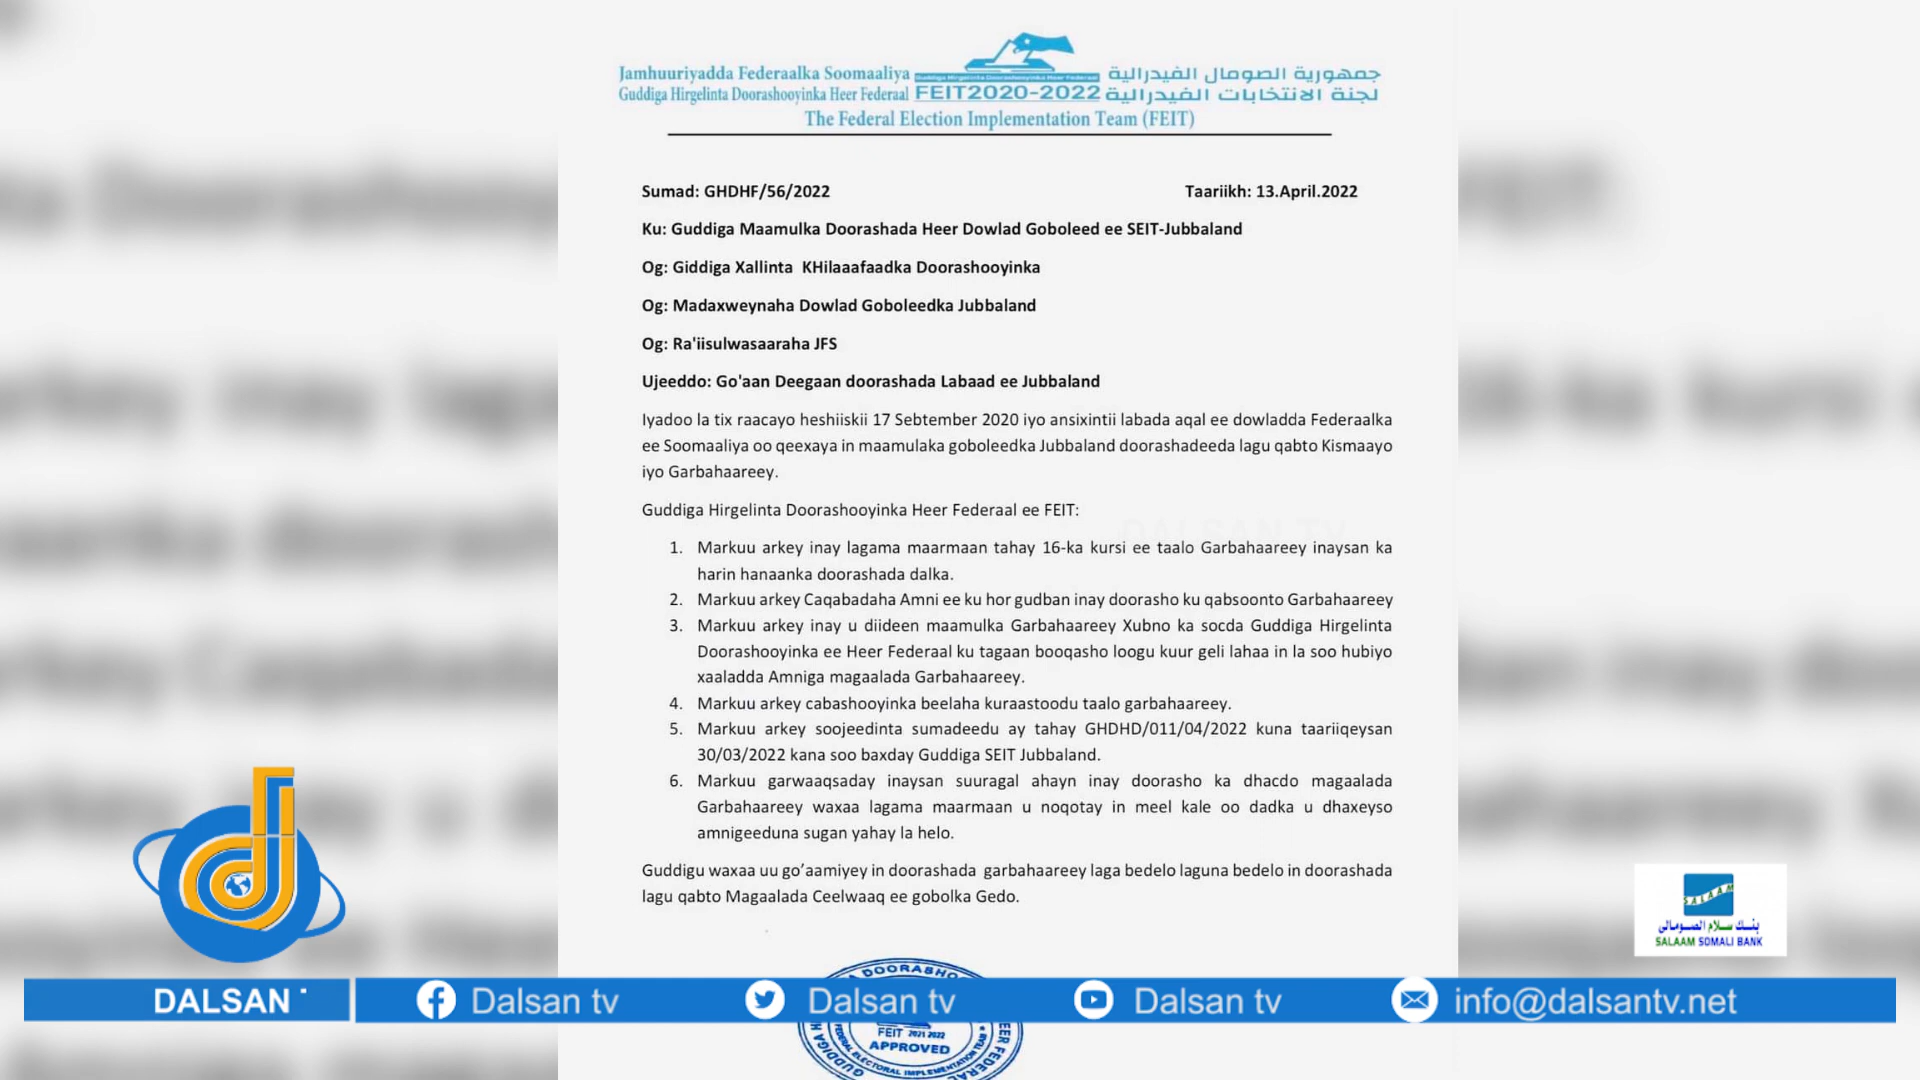 Jamhuuriyadda Federaalka Soomaaliya
جمهورية الصومال الفيدرالية
Guddiga Hirgelinta Doorashooyinka Heer Federaal
FEIT2020-2022
لجنة الانتخابات الفيدرالية
The Federal Election Implementation Team (FEIT)
Sumad: GHDHF/56/2022
Taariikh: 13.April.2022
Ku: Guddiga Maamulka Doorashada Heer Dowlad Goboleed ee SEIT-Jubbaland
Og: Giddiga Xallinta KHilaaafaadka Doorashooyinka
Og: Madaxweynaha Dowlad Goboleedka Jubbaland
Og: Ra'iisulwasaaraha JFS
Ujeeddo: Go'aan Deegaan doorashada Labaad ee Jubbaland
Iyadoo la tix raacayo heshiiskii 17 Sebtember 2020 iyo ansixintii labada aqal ee dowladda Federaalka
ee Soomaaliya oo qeexaya in maamulaka goboleedka Jubbaland doorashadeeda lagu qabto Kismaayo
iyo Garbahaareey.
Guddiga Hirgelinta Doorashooyinka Heer Federaal ee FEIT:
DALSAN TV
1. Markuu arkey inay lagama maarmaan tahay 16-ka kursi ee taalo Garbahaareey inaysan ka
harin hanaanka doorashada dalka.
2. Markuu arkey Caqabadaha Amni ee ku hor gudban inay doorasho ku qabsoonto Garbahaareey
3. Markuu arkey inay u diideen maamulka Garbahaareey Xubno ka socda Guddiga Hirgelinta
Doorashooyinka ee Heer Federaal ku tagaan booqasho loogu kuur geli lahaa in la soo hubiyo
xaaladda Amniga magaalada Garbahaareey.
4. Markuu arkey cabashooyinka beelaha kuraastoodu taalo garbahaareey.
5. Markuu arkey soojeedinta sumadeedu ay tahay GHDHD/011/04/2022 kuna taariiqeysan
30/03/2022 kana soo baxday Guddiga SEIT Jubbaland.
6. Markuu garwaaqsaday inaysan suuragal ahayn inay doorasho ka dhacdo magaalada
Garbahaareey waxaa lagama maarmaan u noqotay in meel kale oo dadka u dhaxeyso
amnigeeduna sugan yahay la helo.
Guddigu waxaa uu go’aamiyey in doorashada garbahaareey laga bedelo laguna bedelo in doorashada
lagu qabto Magaalada Ceelwaaq ee gobolka Gedo.
SALAAM
بنك سلام الصومالى
SALAAM SOMALI BANK
DALSAN
Dalsan tv
Dalsan tv
Dalsan tv
info@dalsantv.net
FEIT 2021 2022
APPROVED